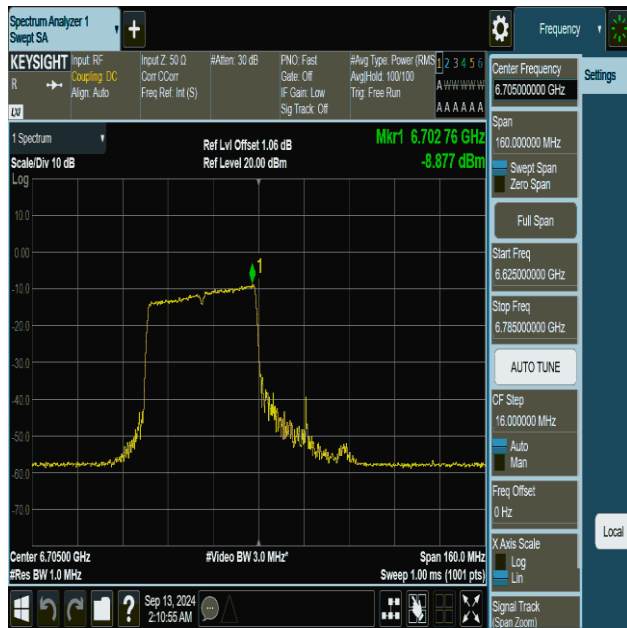 Spectrum Analyzer 1
Swept SA
+
Frequency
KEYSIGHT
R
LXI
Input: RF
Coupling: DC
Align: Auto
Input Z: 50 Ω
Corr CCorr
Freq Ref: Int (S)
#Atten: 30 dB
PNO: Fast
Gate: Off
IF Gain: Low
Sig Track: Off
#Avg Type: Power (RMS
Avg|Hold: 100/100
Trig: Free Run
1 2 3 4 5 6
A W W W W W
A A A A A A
1 Spectrum
Scale/Div 10 dB
Log
Ref Lvl Offset 1.06 dB
Ref Level 20.00 dBm
Mkr1 6.702 76 GHz
-8.877 dBm
10.0
0.00
-10.0
-20.0
-30.0
-40.0
-50.0
-60.0
-70.0
1
Center 6.70500 GHz
#Res BW 1.0 MHz
#Video BW 3.0 MHz*
Span 160.0 MHz
Sweep 1.00 ms (1001 pts)
Sep 13, 2024
2:10:55 AM
?
Center Frequency
6.705000000 GHz
Settings
Span
160.000000 MHz
Swept Span
Zero Span
Full Span
Start Freq
6.625000000 GHz
Stop Freq
6.785000000 GHz
AUTO TUNE
CF Step
16.000000 MHz
Auto
Man
Freq Offset
0 Hz
X Axis Scale
Log
Lin
Local
Signal Track
(Span Zoom)